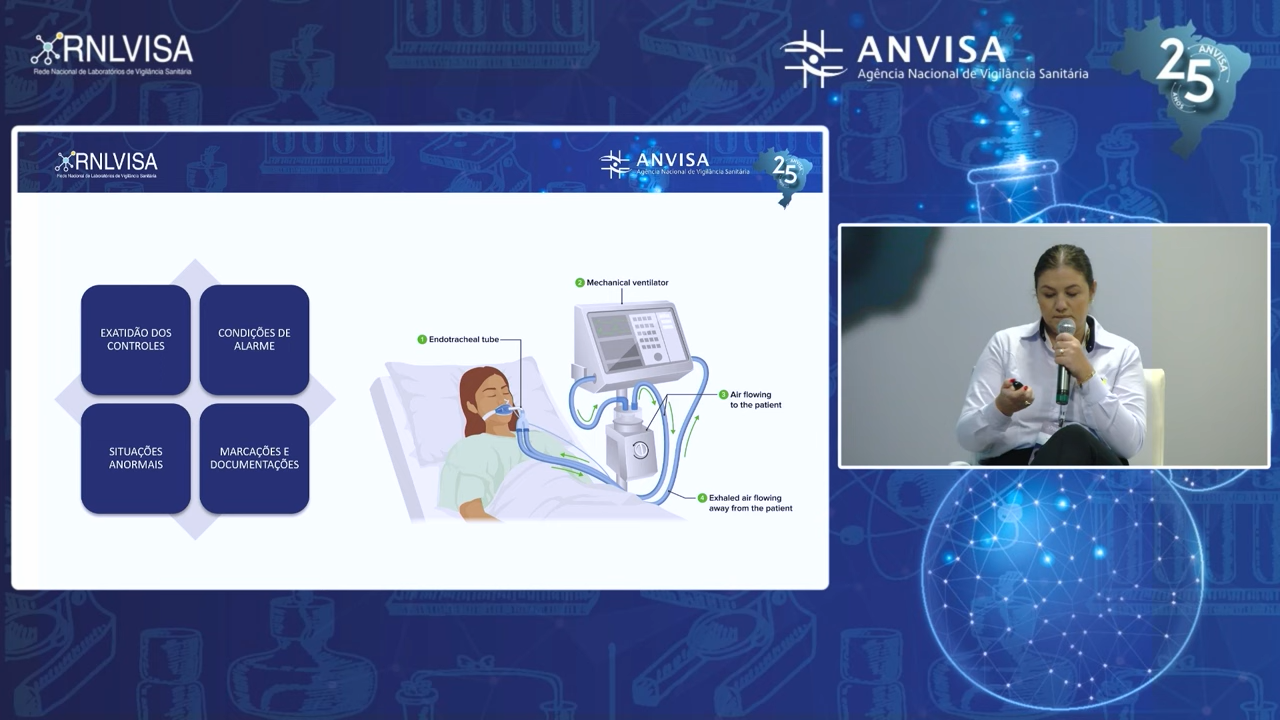 RNLVISA
Rede Nacional de Laboratórios de Vigilância Sanitária
ANVISA
Agência Nacional de Vigilância Sanitária
25
ANVISA
ANOS
RNLVISA
Rede Nacional de Laboratórios de Vigilância Sanitária
ANVISA
Agência Nacional de Vigilância Sanitária
25
EXATIDÃO DOS
CONTROLES
CONDIÇÕES DE
ALARME
SITUAÇÕES
ANORMAIS
MARCAÇÕES E
DOCUMENTAÇÕES
2 Mechanical ventilator
1 Endotracheal tube
3 Air flowing
to the patient
4 Exhaled air flowing
away from the patient